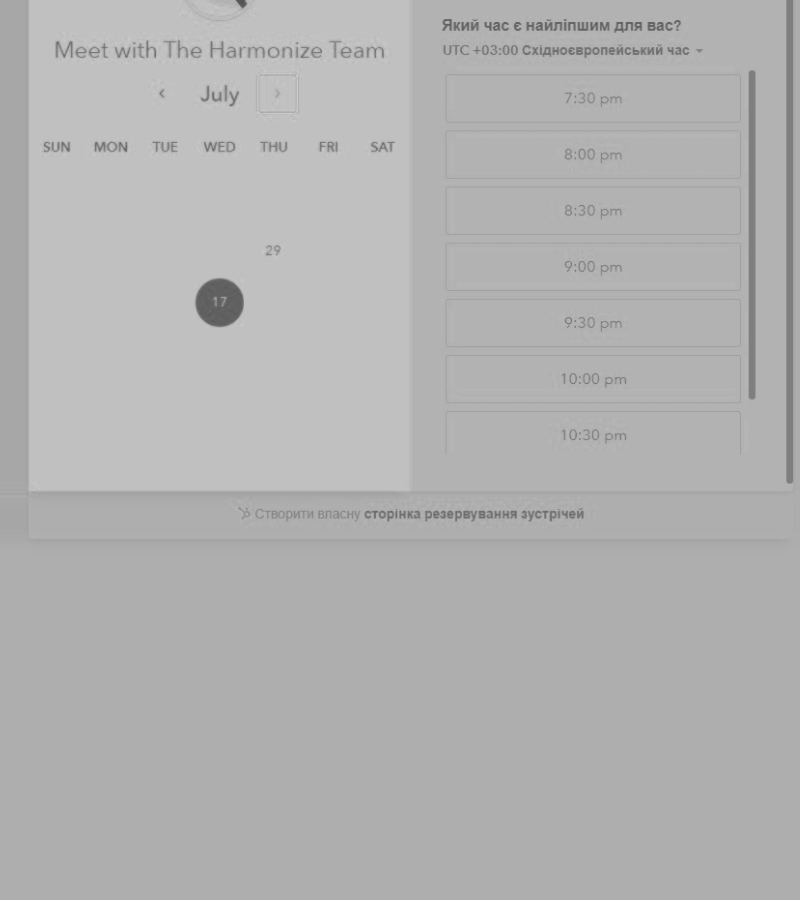 Meet with The Harmonize Team
July
SUN MON TUE WED THU FRI SAT
29
17
Який час є найліпшим для вас?
UTC +03:00 Східноєвропейський час
7:30 pm
8:00 pm
8:30 pm
9:00 pm
9:30 pm
10:00 pm
10:30 pm
Створити власну сторінка резервування зустрічей